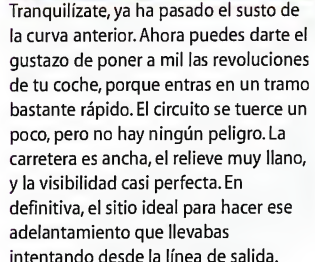 Tranquilízate, ya ha pasado el susto de
la curva anterior. Ahora puedes darte el
gustazo de poner a mil las revoluciones
de tu coche, porque entras en un tramo
bastante rápido. El circuito se tuerce un
poco, pero no hay ningún peligro. La
carretera es ancha, el relieve muy llano,
y la visibilidad casi perfecta. En
definitiva, el sitio ideal para hacer ese
adelantamiento que llevabas
intentando desde la línea de salida.